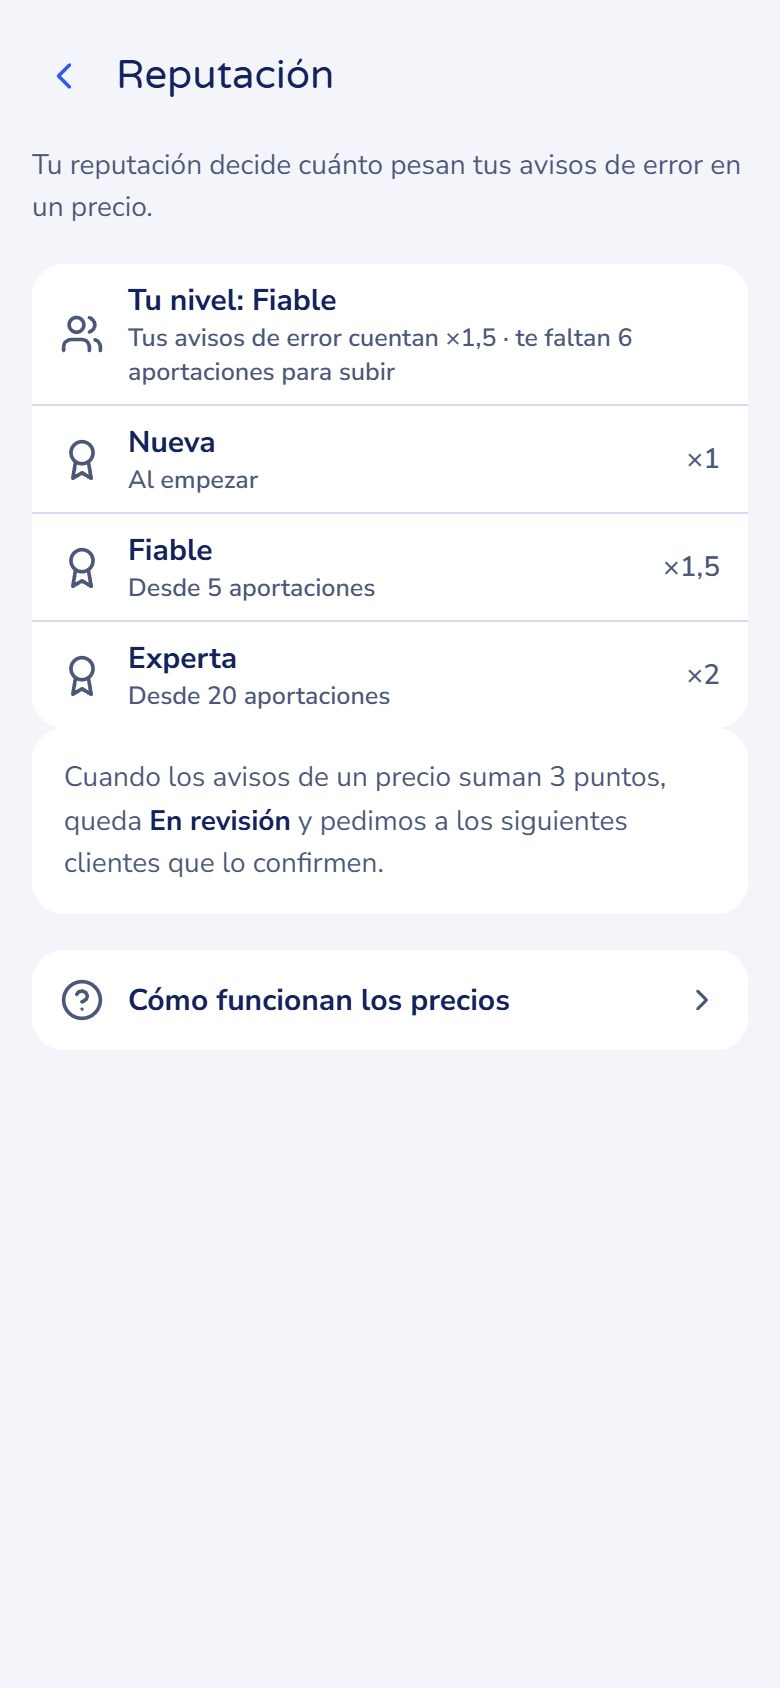 Reputación
Tu reputación decide cuánto pesan tus avisos de error en
un precio.
Tu nivel: Fiable
Tus avisos de error cuentan ×1,5 · te faltan 6
aportaciones para subir
Nueva
Al empezar
×1
Fiable
Desde 5 aportaciones
×1,5
Experta
Desde 20 aportaciones
×2
Cuando los avisos de un precio suman 3 puntos,
queda En revisión y pedimos a los siguientes
clientes que lo confirmen.
Cómo funcionan los precios